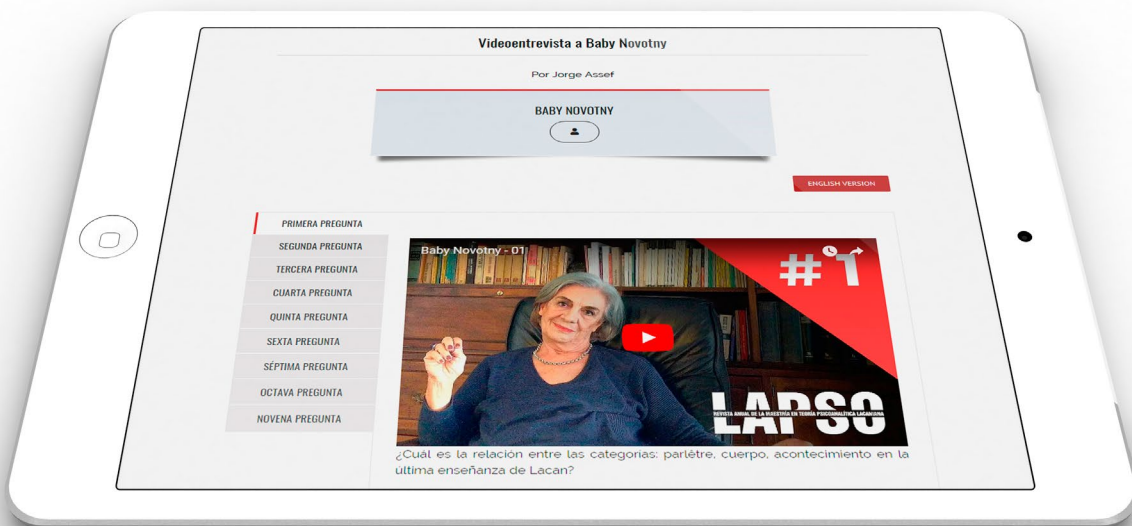 Videoentrevista a Baby Novotny
Por Jorge Assef
BABY NOVOTNY
ENGLISH VERSION
PRIMERA PREGUNTA
SEGUNDA PREGUNTA
TERCERA PREGUNTA
CUARTA PREGUNTA
QUINTA PREGUNTA
SEXTA PREGUNTA
SÉPTIMA PREGUNTA
OCTAVA PREGUNTA
NOVENA PREGUNTA
Baby Novotny - 01
#1
LAPSO
REVISTA ANUAL DE LA MAESTRÍA EN TEORÍA PSICOANALÍTICA LACANIANA
¿Cuál es la relación entre las categorías: parlêtre, cuerpo, acontecimiento en la
última enseñanza de Lacan?